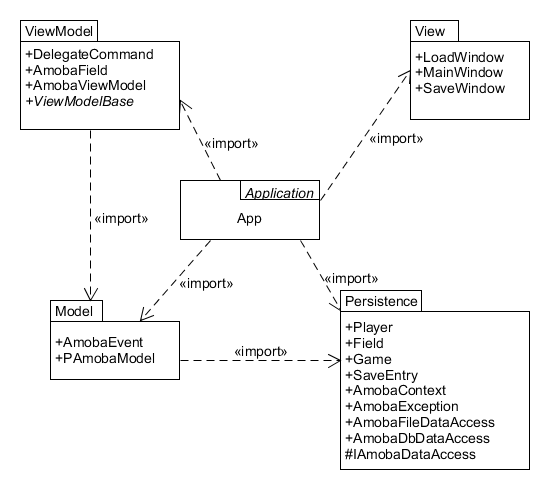 ViewModel
+DelegateCommand
+AmobaField
+AmobaViewModel
+ViewModelBase
View
+LoadWindow
+MainWindow
+SaveWindow
«import»
«import»
Application
App
«import»
«import»
«import»
Model
+AmobaEvent
+PAmobaModel
«import»
Persistence
+Player
+Field
+Game
+SaveEntry
+AmobaContext
+AmobaException
+AmobaFileDataAccess
+AmobaDbDataAccess
#IAmobaDataAccess